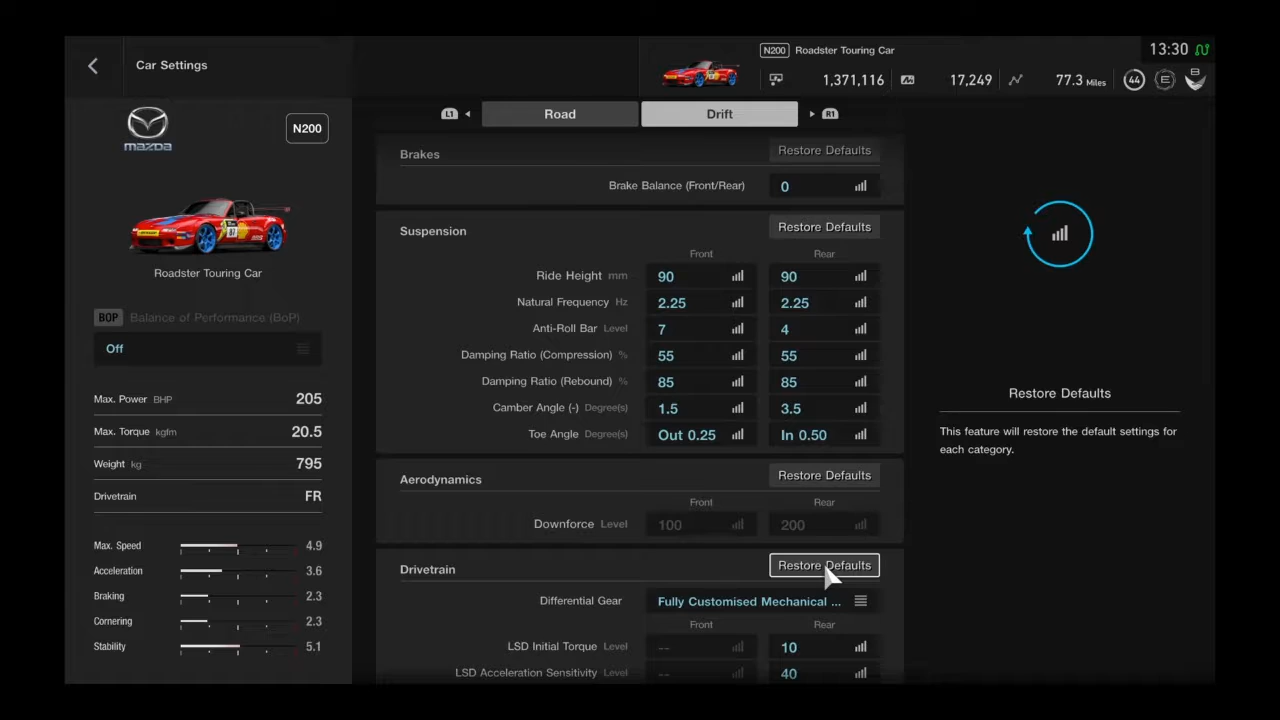 Car Settings
N200 Roadster Touring Car
13:30
1,371,116 17,249 77.3 Miles 44 E B
L1 Road Drift R1
mazda
N200
Roadster Touring Car
BOP Balance of Performance (BoP)
Off
Max. Power BHP 205
Max. Torque kgfm 20.5
Weight kg 795
Drivetrain FR
Max. Speed 4.9
Acceleration 3.6
Braking 2.3
Cornering 2.3
Stability 5.1
Brakes Restore Defaults
Brake Balance (Front/Rear) 0
Suspension Restore Defaults
Front Rear
Ride Height mm 90 90
Natural Frequency Hz 2.25 2.25
Anti-Roll Bar Level 7 4
Damping Ratio (Compression) % 55 55
Damping Ratio (Rebound) % 85 85
Camber Angle (-) Degree(s) 1.5 3.5
Toe Angle Degree(s) Out 0.25 In 0.50
Aerodynamics Restore Defaults
Front Rear
Downforce Level 100 200
Drivetrain Restore Defaults
Differential Gear Fully Customised Mechanical ...
Front Rear
LSD Initial Torque Level -- 10
LSD Acceleration Sensitivity Level -- 40
Restore Defaults
This feature will restore the default settings for
each category.